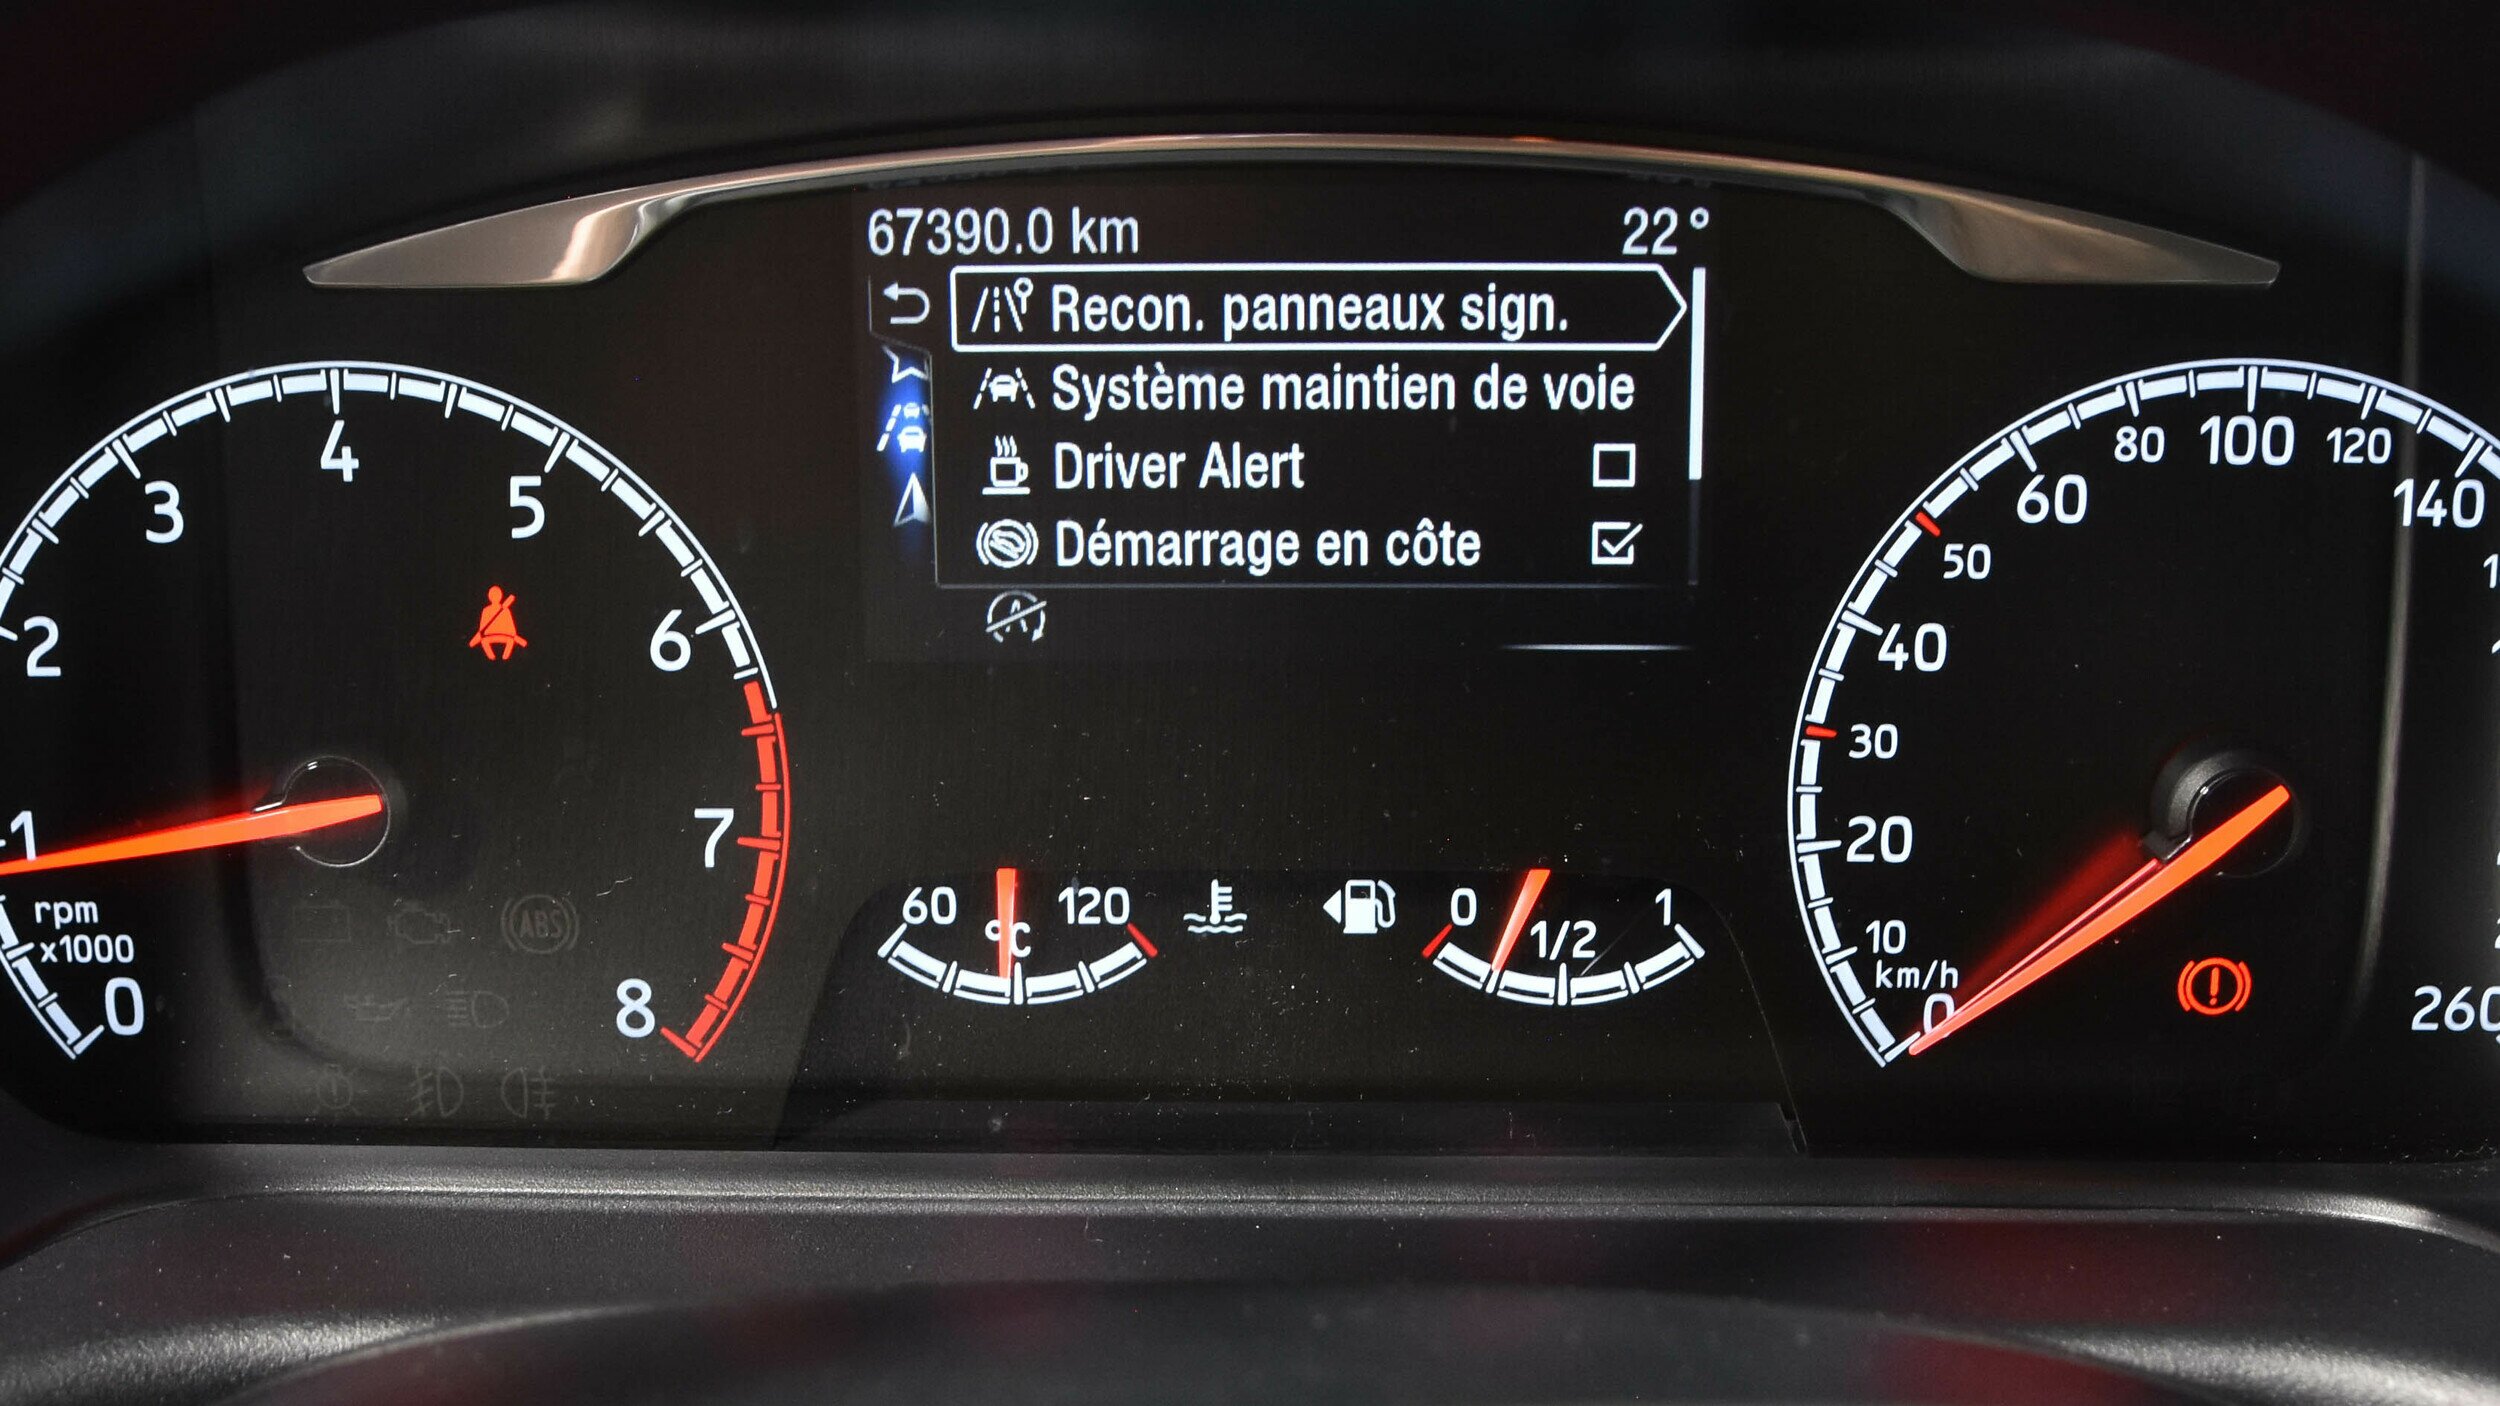 67390.0 km 22°
Recon. panneaux sign.
Système maintien de voie
Driver Alert
Démarrage en côte
0
1
2
3
4
5
6
7
8
rpm
x1000
ABS
60 °C 120
0 1/2 1
0
km/h
10
20
30
40
50
60
80
100
120
140
260